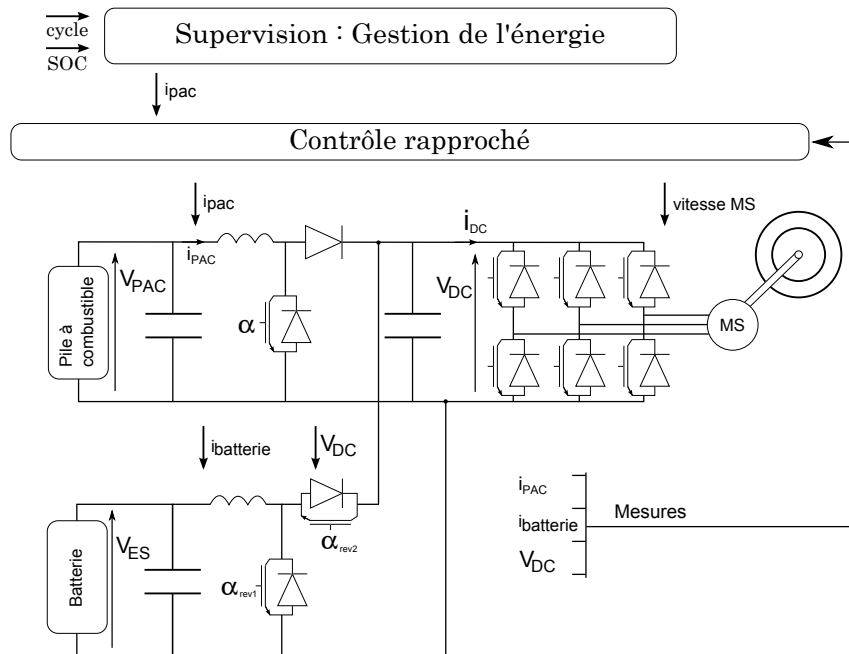 cycle
SOC
Supervision : Gestion de l'énergie
ipac
Contrôle rapproché
ipac
vitesse MS
iPAC
iDC
VPAC
VDC
Pile à
combustible
α
MS
ibatterie
VDC
VES
Batterie
αrev2
αrev1
iPAC
ibatterie
VDC
Mesures